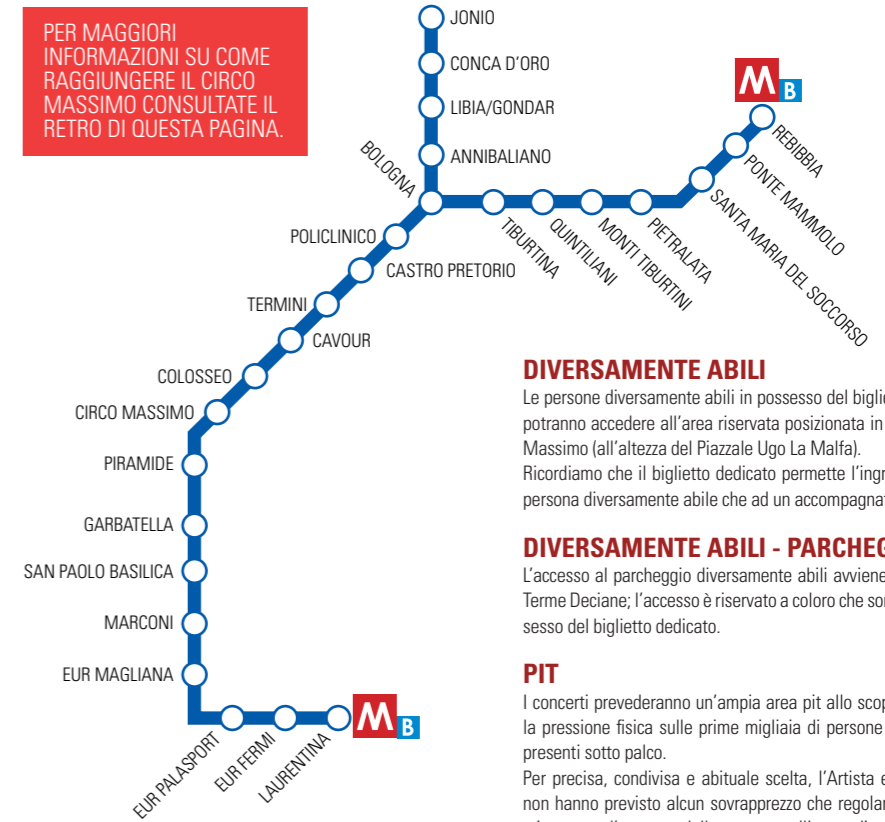 PER MAGGIORI
INFORMAZIONI SU COME
RAGGIUNGERE IL CIRCO
MASSIMO CONSULTATE IL
RETRO DI QUESTA PAGINA.
JONIO
CONCA D'ORO
LIBIA/GONDAR
ANNIBALIANO
BOLOGNA
M B
REBIBBIA
PONTE MAMMOLO
SANTA MARIA DEL SOCCORSO
PIETRALATA
MONTI TIBURTINI
QUINTILIANI
TIBURTINA
POLICLINICO
CASTRO PRETORIO
TERMINI
CAVOUR
COLOSSEO
CIRCO MASSIMO
PIRAMIDE
GARBATELLA
SAN PAOLO BASILICA
MARCONI
EUR MAGLIANA
EUR PALASPORT
EUR FERMI
LAURENTINA
M B
DIVERSAMENTE ABILI
Le persone diversamente abili in possesso del
potranno accedere all'area riservata posizionata in
Massimo (all'altezza del Piazzale Ugo La Malfa).
Ricordiamo che il biglietto dedicato permette
persona diversamente abile che ad un
DIVERSAMENTE ABILI -
L'accesso al parcheggio diversamente abili avviene
Terme Deciane; l'accesso è riservato a coloro che
sesso del biglietto dedicato.
PIT
I concerti prevederanno un'ampia area pit allo
la pressione fisica sulle prime migliaia di persone
presenti sotto palco.
Per precisa, condivisa e abituale scelta, l'Artista
non hanno previsto alcun sovrapprezzo che